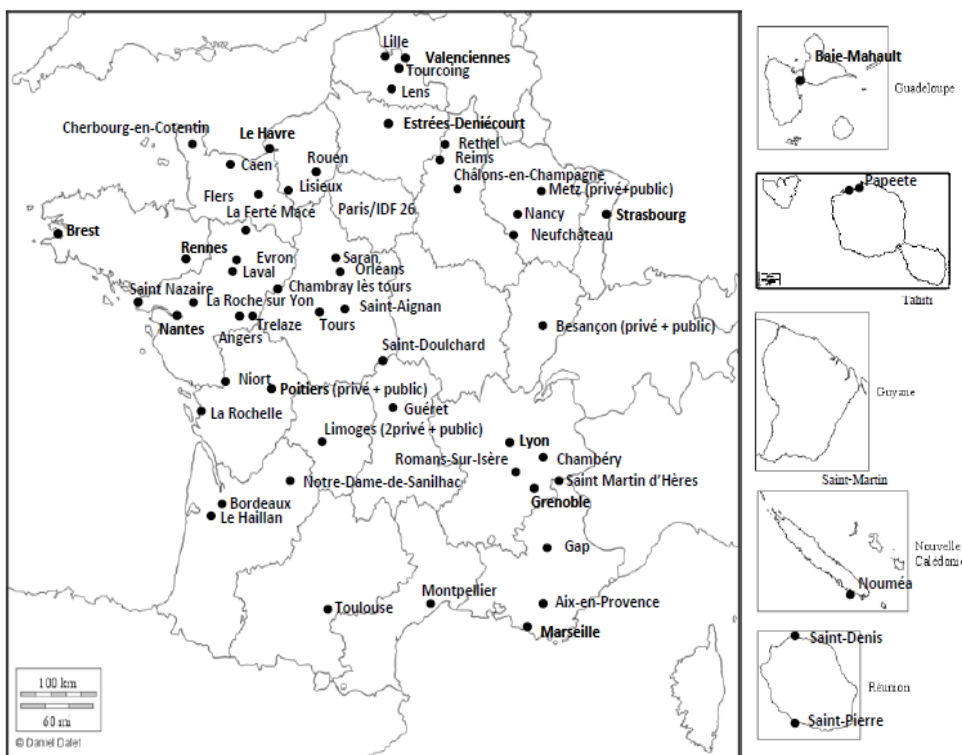 Lille
Valenciennes
Tourcoing
Lens
Estrées-Deniécourt
Cherbourg-en-Cotentin
Le Havre
Rethel
Reims
Rouen
Caen
Châlons-en-Champagne
Metz (privé+public)
Flers
Lisieux
La Ferté Macé
Paris/IDF 26
Nancy
Strasbourg
Brest
Neufchâteau
Rennes
Evron
Saran
Laval
Orléans
Chambray lès tours
Saint Nazaire
La Roche sur Yon
Saint-Aignan
Nantes
Trelaze
Tours
Angers
Besançon (privé + public)
Saint-Doulchard
Niort
Poitiers (privé + public)
La Rochelle
Guéret
Limoges (2privé + public)
Lyon
Romans-Sur-Isère
Chambéry
Notre-Dame-de-Sanilhac
Saint Martin d'Hères
Grenoble
Bordeaux
Le Haillan
Gap
Montpellier
Toulouse
Aix-en-Provence
Marseille
100 km
60 mi
© Daniel Dalet
Baie-Mahault
Guadeloupe
Papeete
Tahiti
Guyane
Saint-Martin
Nouvelle
Calédonie
Nouméa
Saint-Denis
Réunion
Saint-Pierre